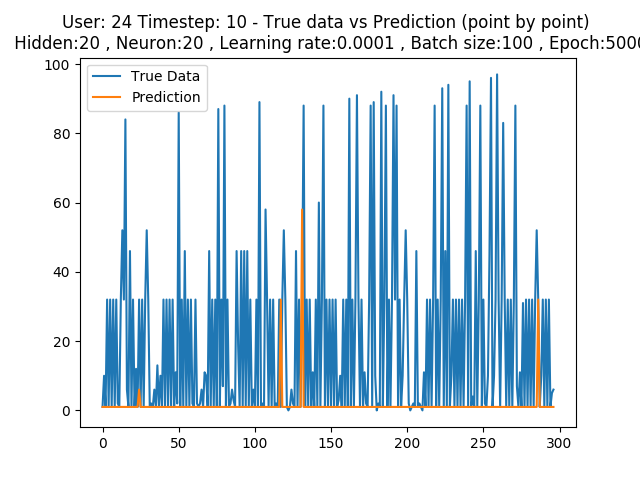 User: 24 Timestep: 10 - True data vs Prediction (point by point)
Hidden:20 , Neuron:20 , Learning rate:0.0001 , Batch size:100 , Epoch:5000
True Data
Prediction
100
80
60
40
20
0
0 50 100 150 200 250 300